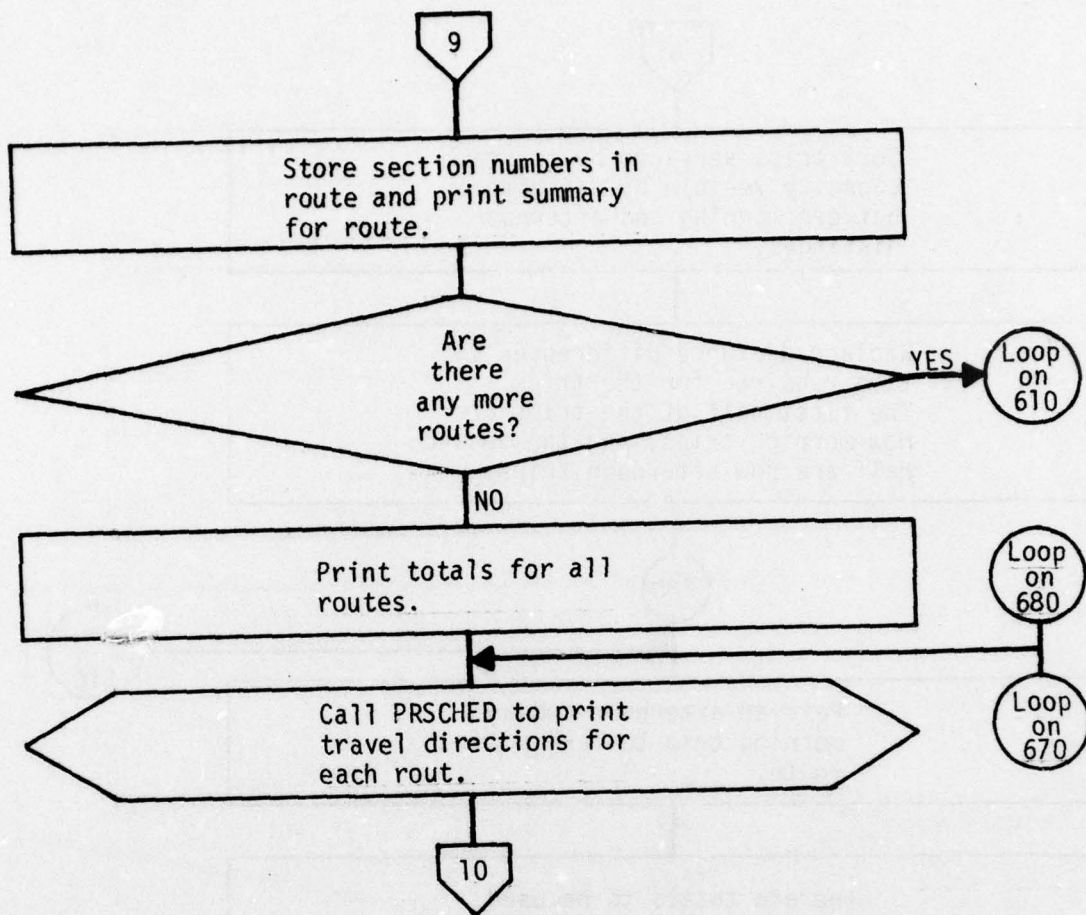 9
Store section numbers in
route and print summary
for route.
Are
there
any more
routes?
YES
Loop
on
610
NO
Print totals for all
routes.
Loop
on
680
Call PRSCHED to print
travel directions for
each rout.
Loop
on
670
10